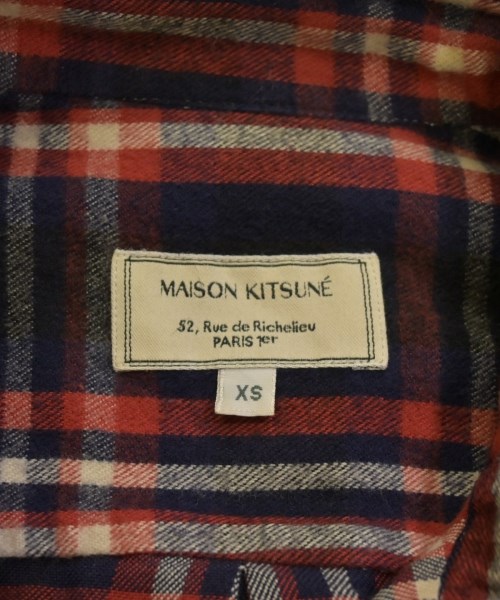 MAISON KITSUNÉ
52, Rue de Richelieu
PARIS 1er
XS